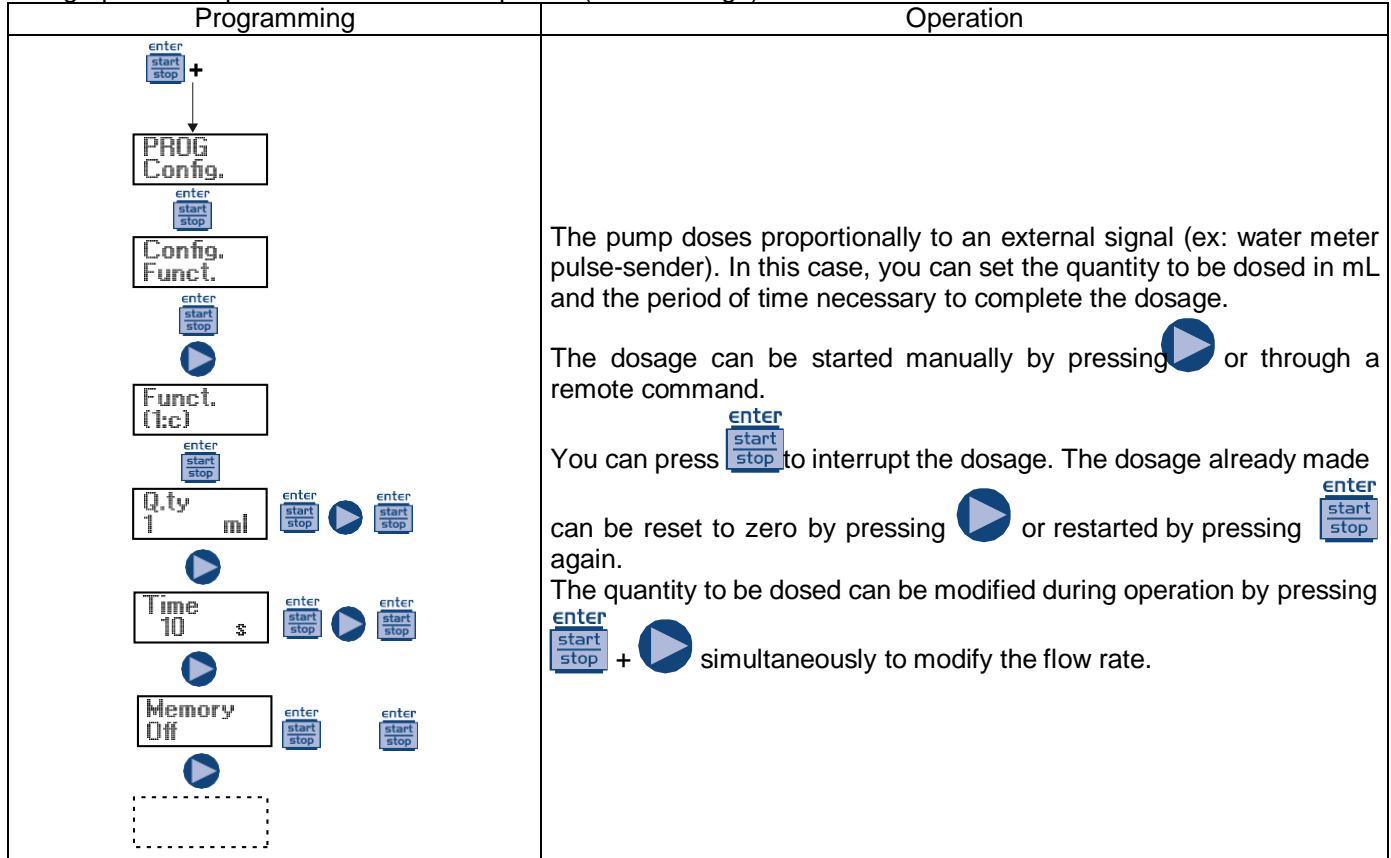 Programming
Operation
enter
start
stop
+
PROG
Config.
enter
start
stop
Config.
Funct.
enter
start
stop
Funct.
(1:c)
enter
start
stop
Q.ty
1 ml
enter
start
stop
enter
start
stop
Time
10 s
enter
start
stop
enter
start
stop
Memory
Off
enter
start
stop
enter
start
stop
The pump doses proportionally to an external signal (ex: water meter
pulse-sender). In this case, you can set the quantity to be dosed in mL
and the period of time necessary to complete the dosage.
The dosage can be started manually by pressing or through a
remote command.
enter
start
You can press stop to interrupt the dosage. The dosage already made
enter
start
can be reset to zero by pressing or restarted by pressing stop
again.
The quantity to be dosed can be modified during operation by pressing
enter
start
stop + simultaneously to modify the flow rate.